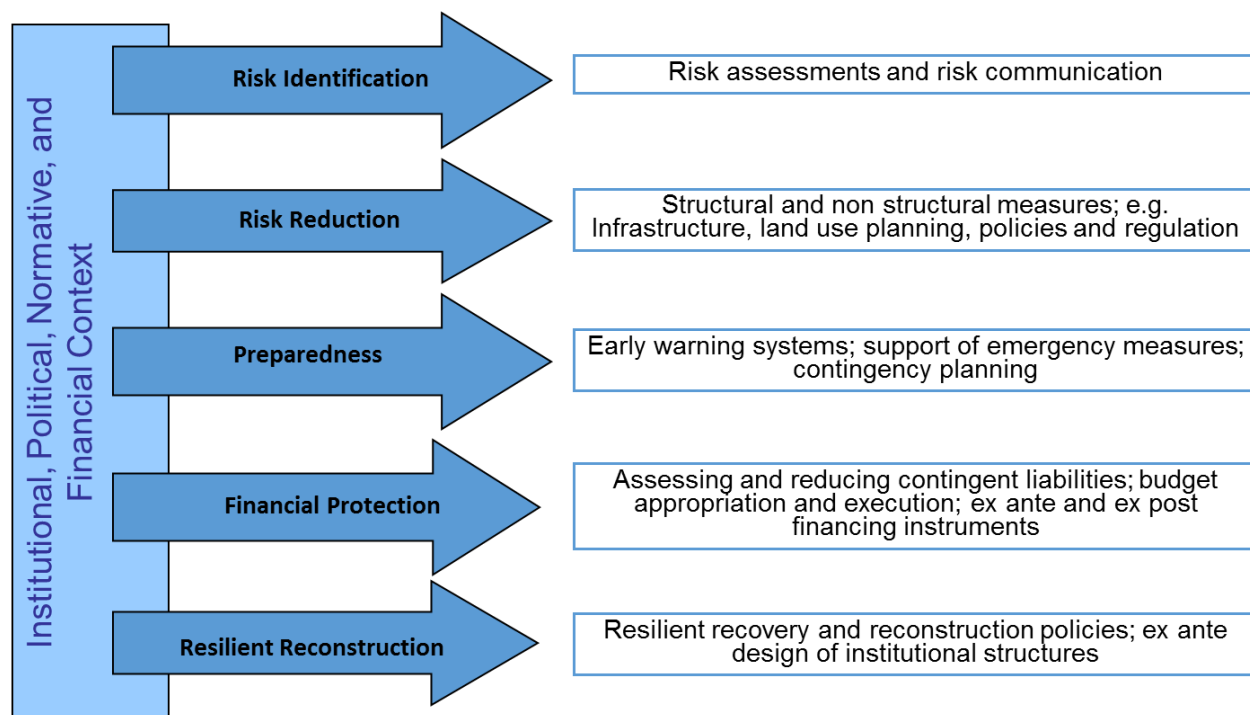 Institutional, Political, Normative, and
Financial Context
Risk Identification
Risk assessments and risk communication
Risk Reduction
Structural and non structural measures; e.g.
Infrastructure, land use planning, policies and regulation
Preparedness
Early warning systems; support of emergency measures;
contingency planning
Financial Protection
Assessing and reducing contingent liabilities; budget
appropriation and execution; ex ante and ex post
financing instruments
Resilient Reconstruction
Resilient recovery and reconstruction policies; ex ante
design of institutional structures